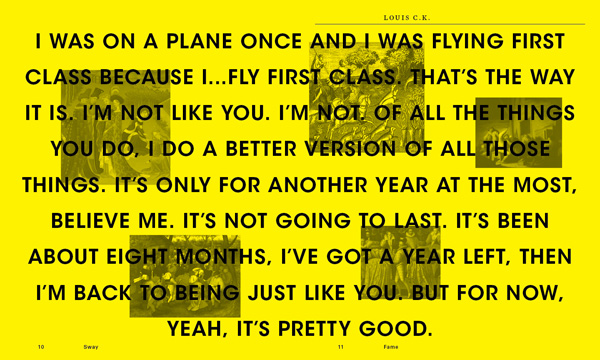 LOUIS C.K.
I WAS ON A PLANE ONCE AND I WAS FLYING FIRST
CLASS BECAUSE I...FLY FIRST CLASS. THAT'S THE WAY
IT IS. I'M NOT LIKE YOU. I'M NOT. OF ALL THE THINGS
YOU DO, I DO A BETTER VERSION OF ALL THOSE
THINGS. IT'S ONLY FOR ANOTHER YEAR AT THE MOST,
BELIEVE ME. IT'S NOT GOING TO LAST. IT'S BEEN
ABOUT EIGHT MONTHS, I'VE GOT A YEAR LEFT, THEN
I'M BACK TO BEING JUST LIKE YOU. BUT FOR NOW,
YEAH, IT'S PRETTY GOOD.
10 Sway 11 Fame